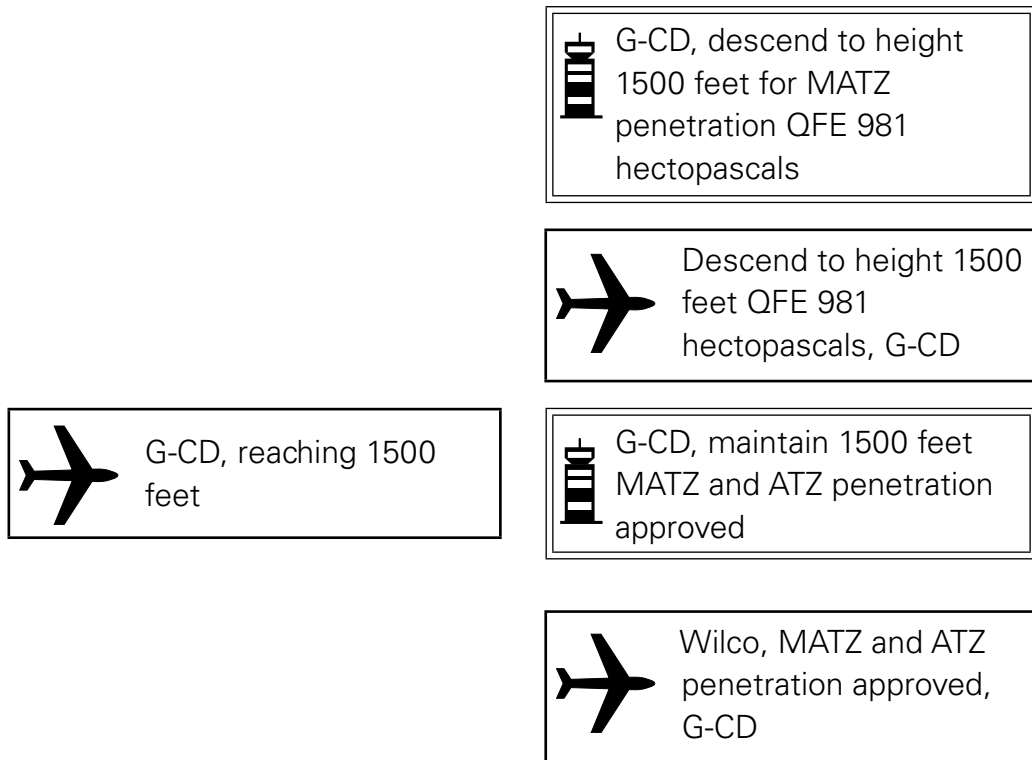 G-CD, descend to height
1500 feet for MATZ
penetration QFE 981
hectopascals
Descend to height 1500
feet QFE 981
hectopascals, G-CD
G-CD, reaching 1500
feet
G-CD, maintain 1500 feet
MATZ and ATZ penetration
approved
Wilco, MATZ and ATZ
penetration approved,
G-CD